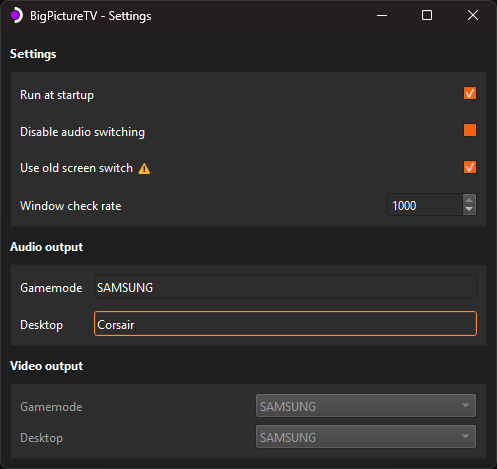 BigPictureTV - Settings
Settings
Run at startup
Disable audio switching
Use old screen switch
Window check rate 1000
Audio output
Gamemode SAMSUNG
Desktop Corsair
Video output
Gamemode SAMSUNG
Desktop SAMSUNG